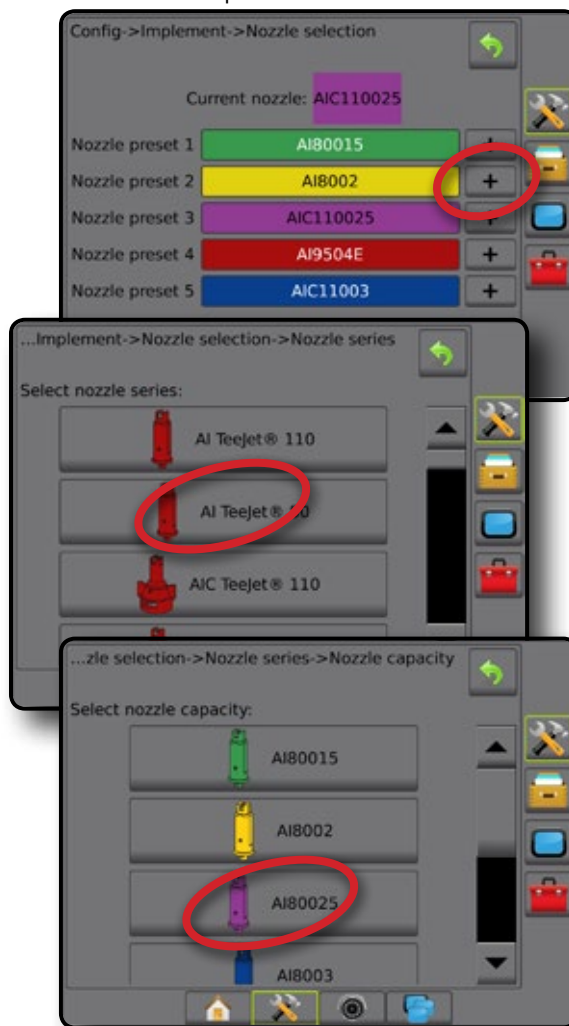 Config->Implement->Nozzle selection
Current nozzle: AIC110025
Nozzle preset 1 AI80015 +
Nozzle preset 2 AI8002 +
Nozzle preset 3 AIC110025 +
Nozzle preset 4 AI9504E +
Nozzle preset 5 AIC11003 +
...Implement->Nozzle selection->Nozzle series
Select nozzle series:
AI TeeJet® 110
AI TeeJet® 80
AIC TeeJet® 110
...zle selection->Nozzle series->Nozzle capacity
Select nozzle capacity:
AI80015
AI8002
AI80025
AI8003